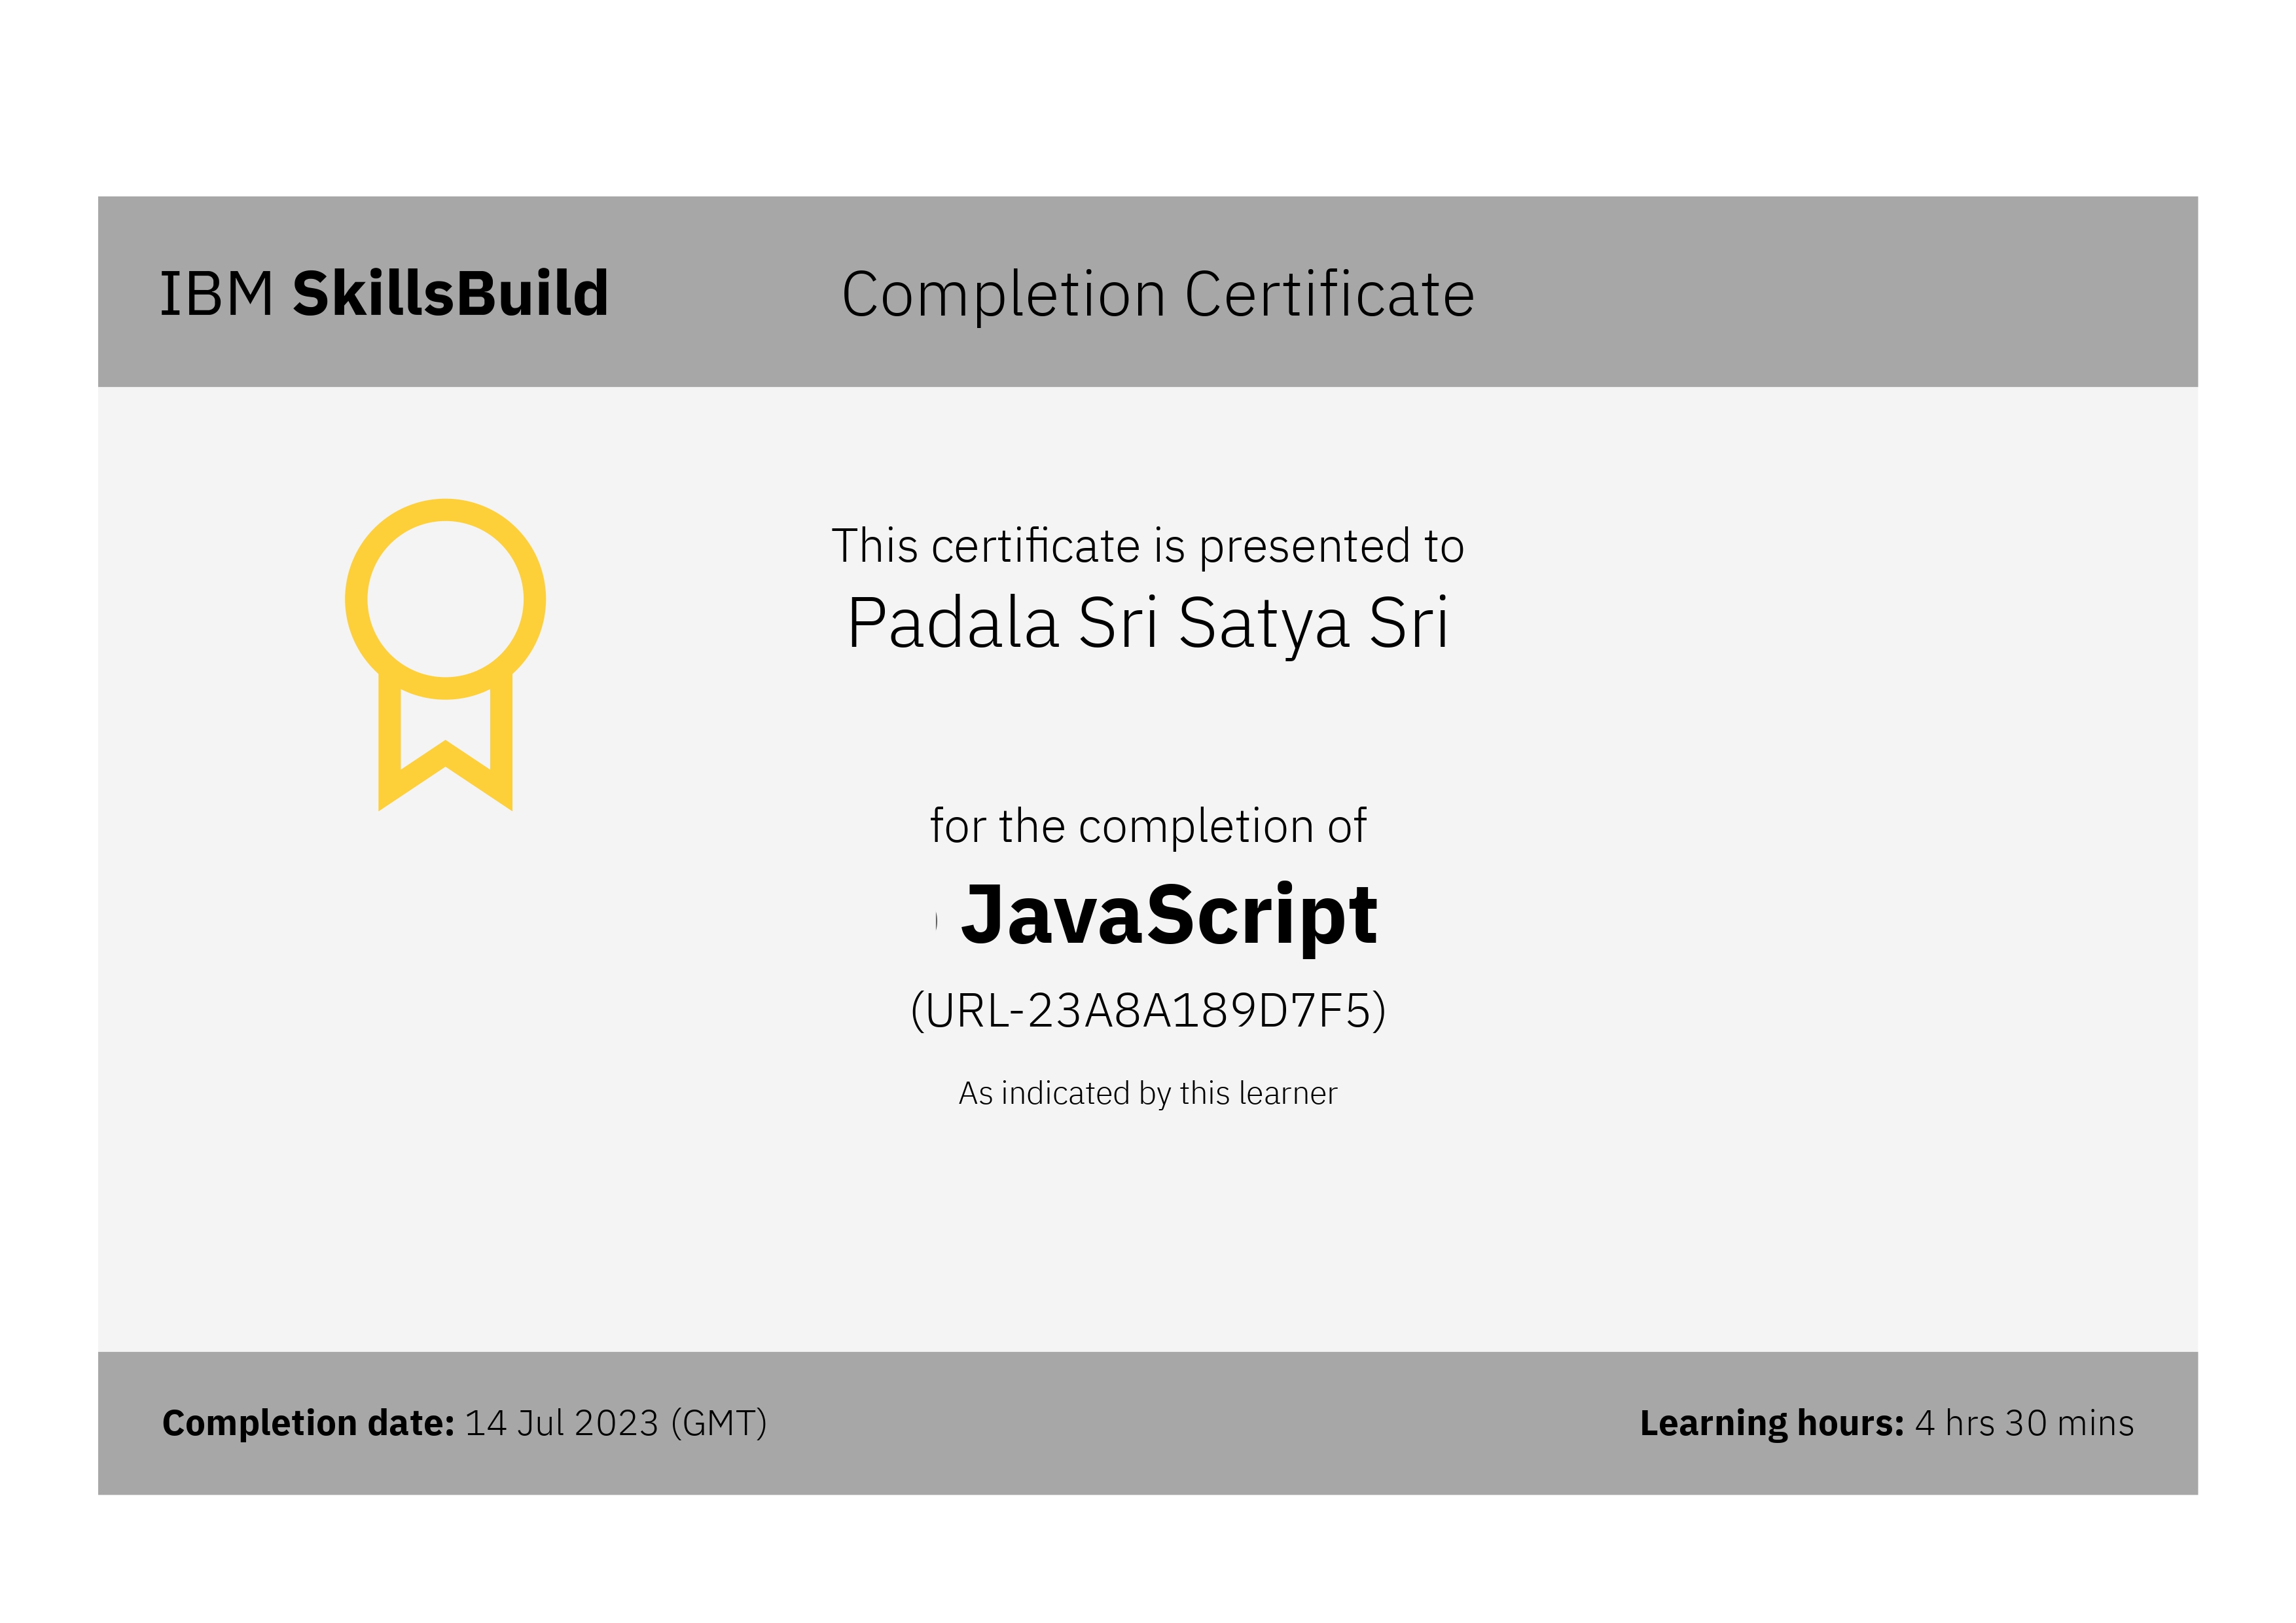 IBM SkillsBuild
Completion Certificate
This certificate is presented to
Padala Sri Satya Sri
for the completion of
JavaScript
(URL-23A8A189D7F5)
As indicated by this learner
Completion date: 14 Jul 2023 (GMT)
Learning hours: 4 hrs 30 mins